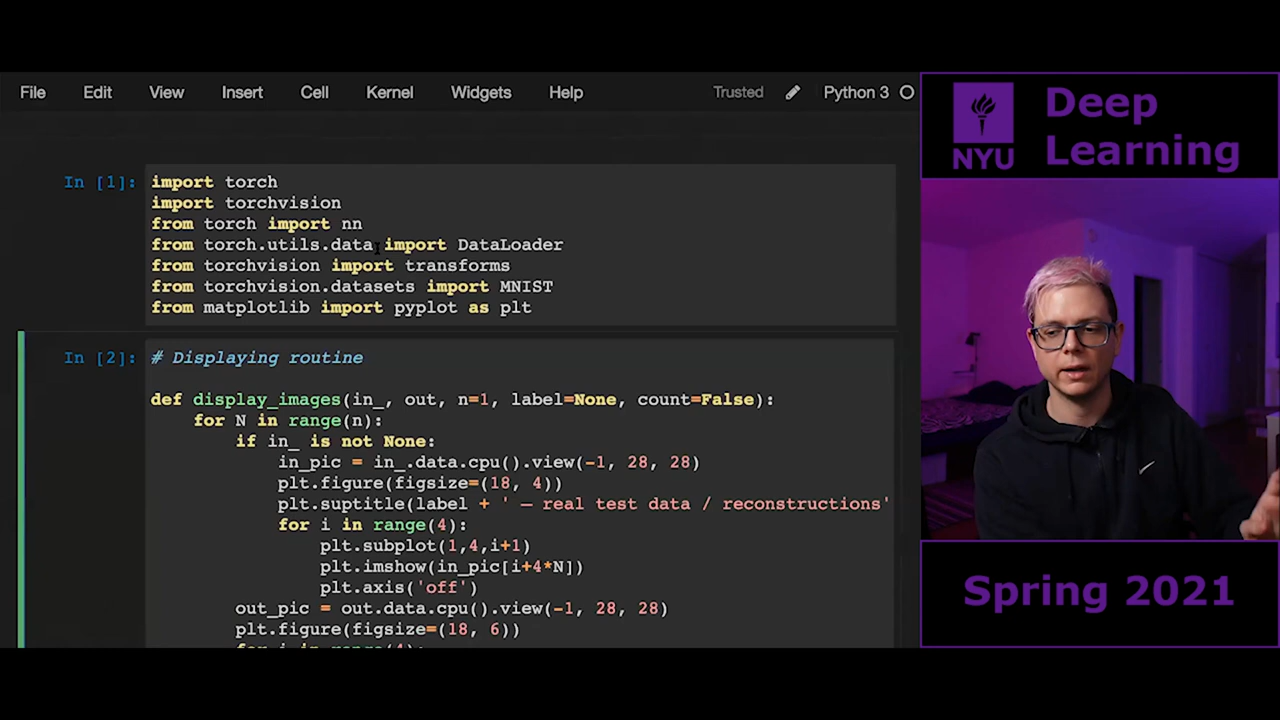 File Edit View Insert Cell Kernel Widgets Help Trusted Python 3
In [1]:
import torch
import torchvision
from torch import nn
from torch.utils.data import DataLoader
from torchvision import transforms
from torchvision.datasets import MNIST
from matplotlib import pyplot as plt
In [2]:
# Displaying routine
def display_images(in_, out, n=1, label=None, count=False):
    for N in range(n):
        if in_ is not None:
            in_pic = in_.data.cpu().view(-1, 28, 28)
            plt.figure(figsize=(18, 4))
            plt.suptitle(label + ' – real test data / reconstructions'
            for i in range(4):
                plt.subplot(1,4,i+1)
                plt.imshow(in_pic[i+4*N])
                plt.axis('off')
        out_pic = out.data.cpu().view(-1, 28, 28)
        plt.figure(figsize=(18, 6))
        for i in range(4):
NYU
Deep
Learning
Spring 2021